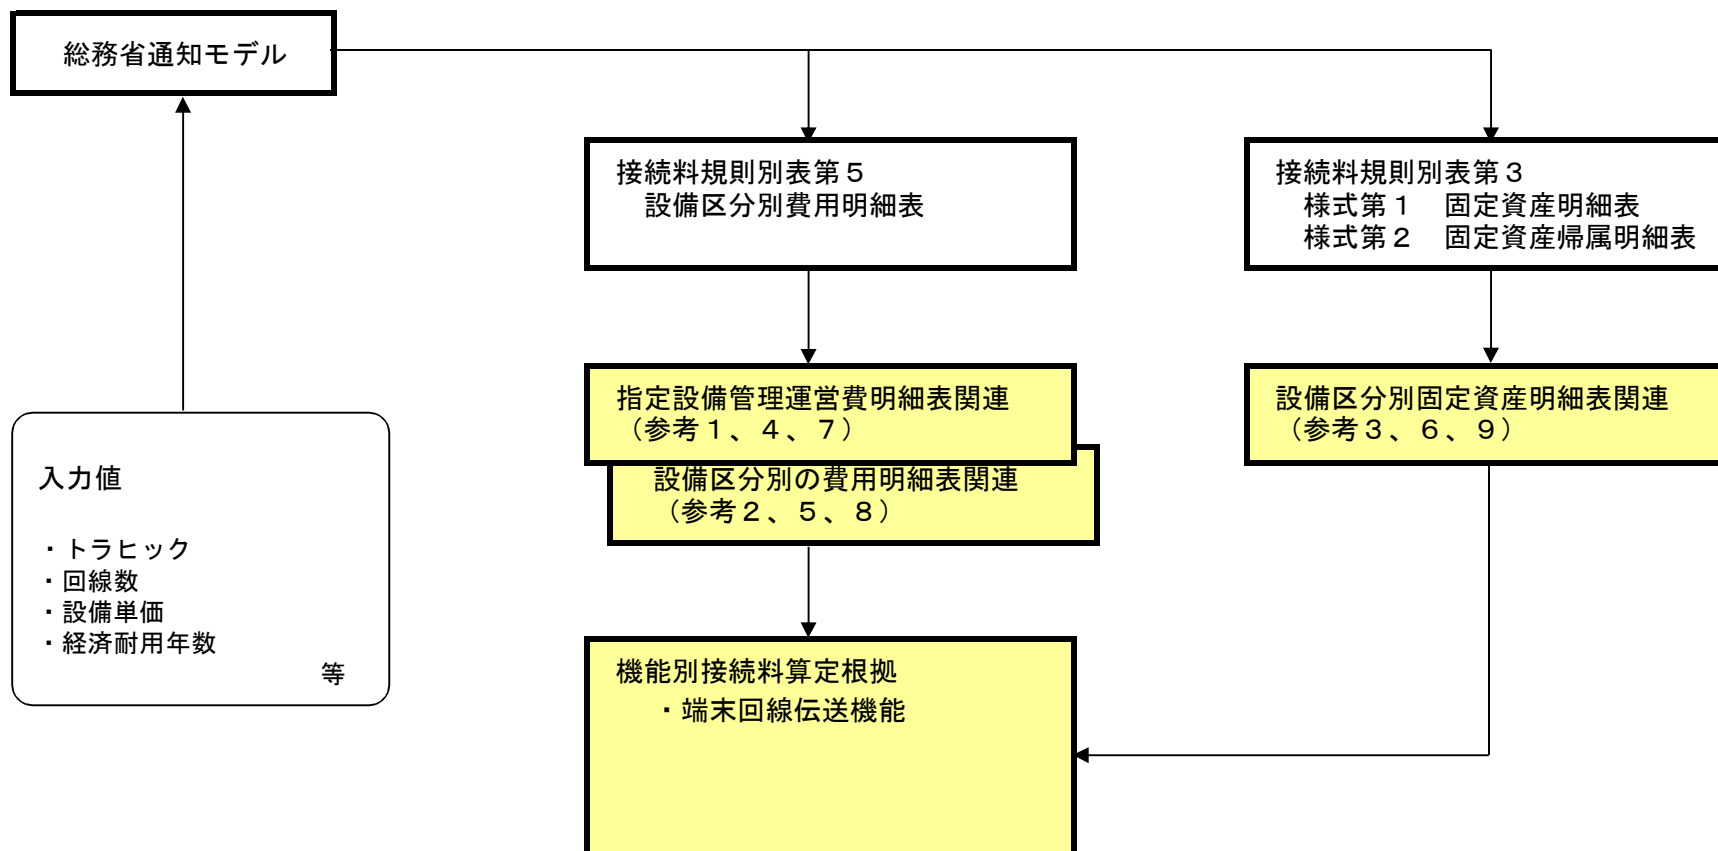 総務省通知モデル
接続料規則別表第５
設備区分別費用明細表
接続料規則別表第３
様式第１　固定資産明細表
様式第２　固定資産帰属明細表
指定設備管理運営費明細表関連
（参考１、４、７）
設備区分別の費用明細表関連
（参考２、５、８）
設備区分別固定資産明細表関連
（参考３、６、９）
入力値
・トラヒック
・回線数
・設備単価
・経済耐用年数
等
機能別接続料算定根拠
・端末回線伝送機能